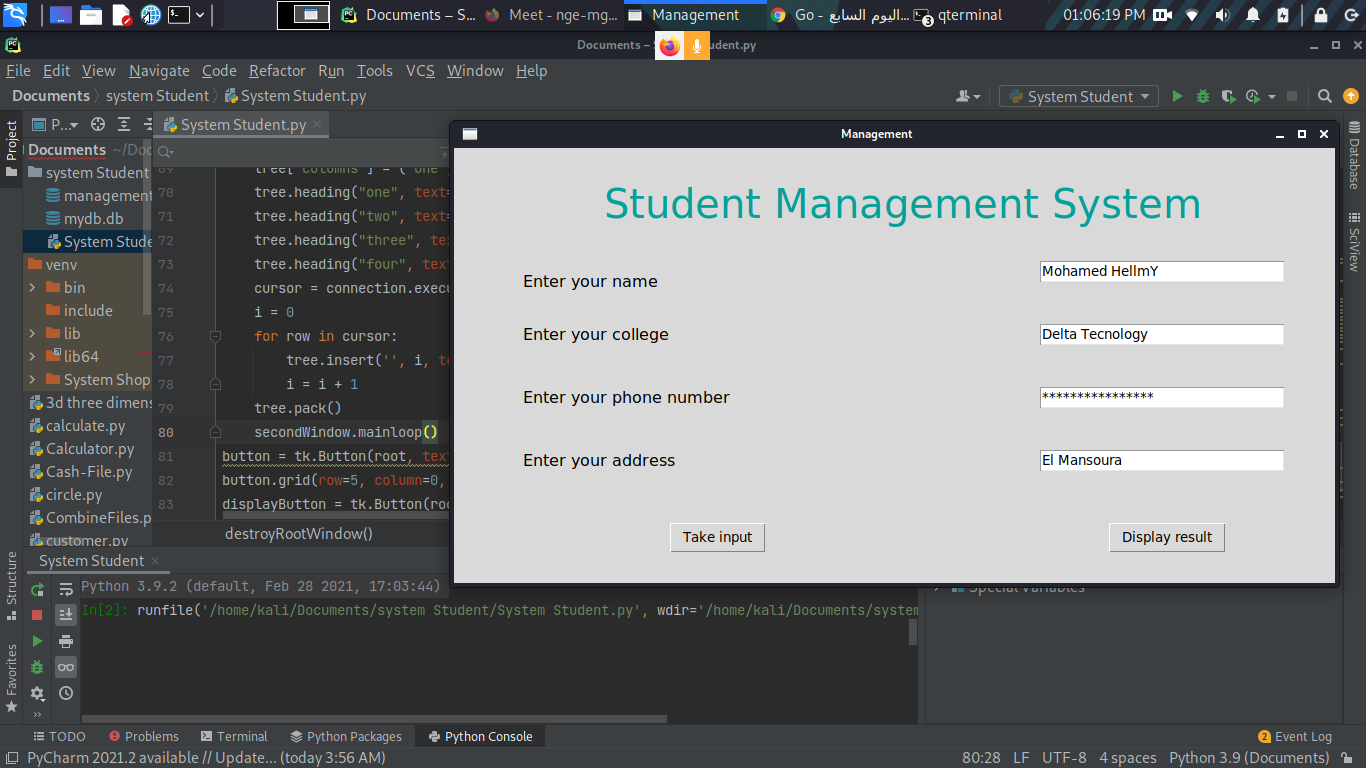 Documents – S...
Meet - nge-mg...
Management
Go - اليوم السابع...
3
qterminal
01:06:19 PM
Documents – S
udent.py
File Edit View Navigate Code Refactor Run Tools VCS Window Help
Documents
system Student
System Student.py
System Student
Project
P...
System Student.py
Management
Documents ~/Doc
system Student
management
mydb.db
System Stude
venv
bin
include
lib
lib64
System Shop
3d three dimens
calculate.py
Calculator.py
Cash-File.py
circle.py
CombineFiles.p
customer.py
69 tree["columns"] = ("one
70 tree.heading("one", text=
71 tree.heading("two", text=
72 tree.heading("three", tex
73 tree.heading("four", text
74 cursor = connection.execu
75 i = 0
76 for row in cursor:
77 tree.insert('', i, te
78 i = i + 1
79 tree.pack()
80 secondWindow.mainloop()
81 button = tk.Button(root, text
82 button.grid(row=5, column=0,
83 displayButton = tk.Button(roo
destroyRootWindow()
Student Management System
Enter your name
Mohamed HellmY
Enter your college
Delta Tecnology
Enter your phone number
****************
Enter your address
El Mansoura
Take input
Display result
Database
SciView
System Student
Python 3.9.2 (default, Feb 28 2021, 17:03:44)
In[2]: runfile('/home/kali/Documents/system Student/System Student.py', wdir='/home/kali/Documents/system
Special Variables
Structure
Favorites
TODO
Problems
Terminal
Python Packages
Python Console
2 Event Log
PyCharm 2021.2 available // Update... (today 3:56 AM)
80:28 LF UTF-8 4 spaces Python 3.9 (Documents)